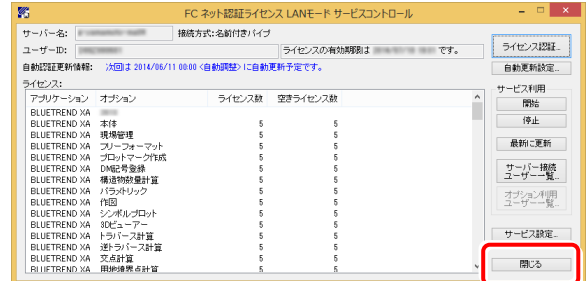 FC ネット認証ライセンス LANモード サービスコントロール
サーバー名: 接続方式:名前付きパイプ
ユーザーID: ライセンスの有効期限は です。
自動認証更新情報: 次回は 2014/06/11 00:00 <自動調整> に自動更新予定です。
ライセンス:
アプリケーション オプション ライセンス数 空きライセンス数
BLUETREND XA
BLUETREND XA 本体 5 5
BLUETREND XA 現場管理 5 5
BLUETREND XA フリーフォーマット 5 5
BLUETREND XA プロットマーク作成 5 5
BLUETREND XA DM記号登録 5 5
BLUETREND XA 構造物数量計算 5 5
BLUETREND XA パラメトリック 5 5
BLUETREND XA 作図 5 5
BLUETREND XA シンボルプロット 5 5
BLUETREND XA 3Dビューアー 5 5
BLUETREND XA トラバース計算 5 5
BLUETREND XA 逆トラバース計算 5 5
BLUETREND XA 交点計算 5 5
BLUETREND XA 用地境界点計算 5 5
ライセンス認証...
自動更新設定...
サービス利用
開始
停止
最新に更新
サーバー接続
ユーザー一覧...
オプション利用
ユーザー一覧...
サービス設定...
閉じる